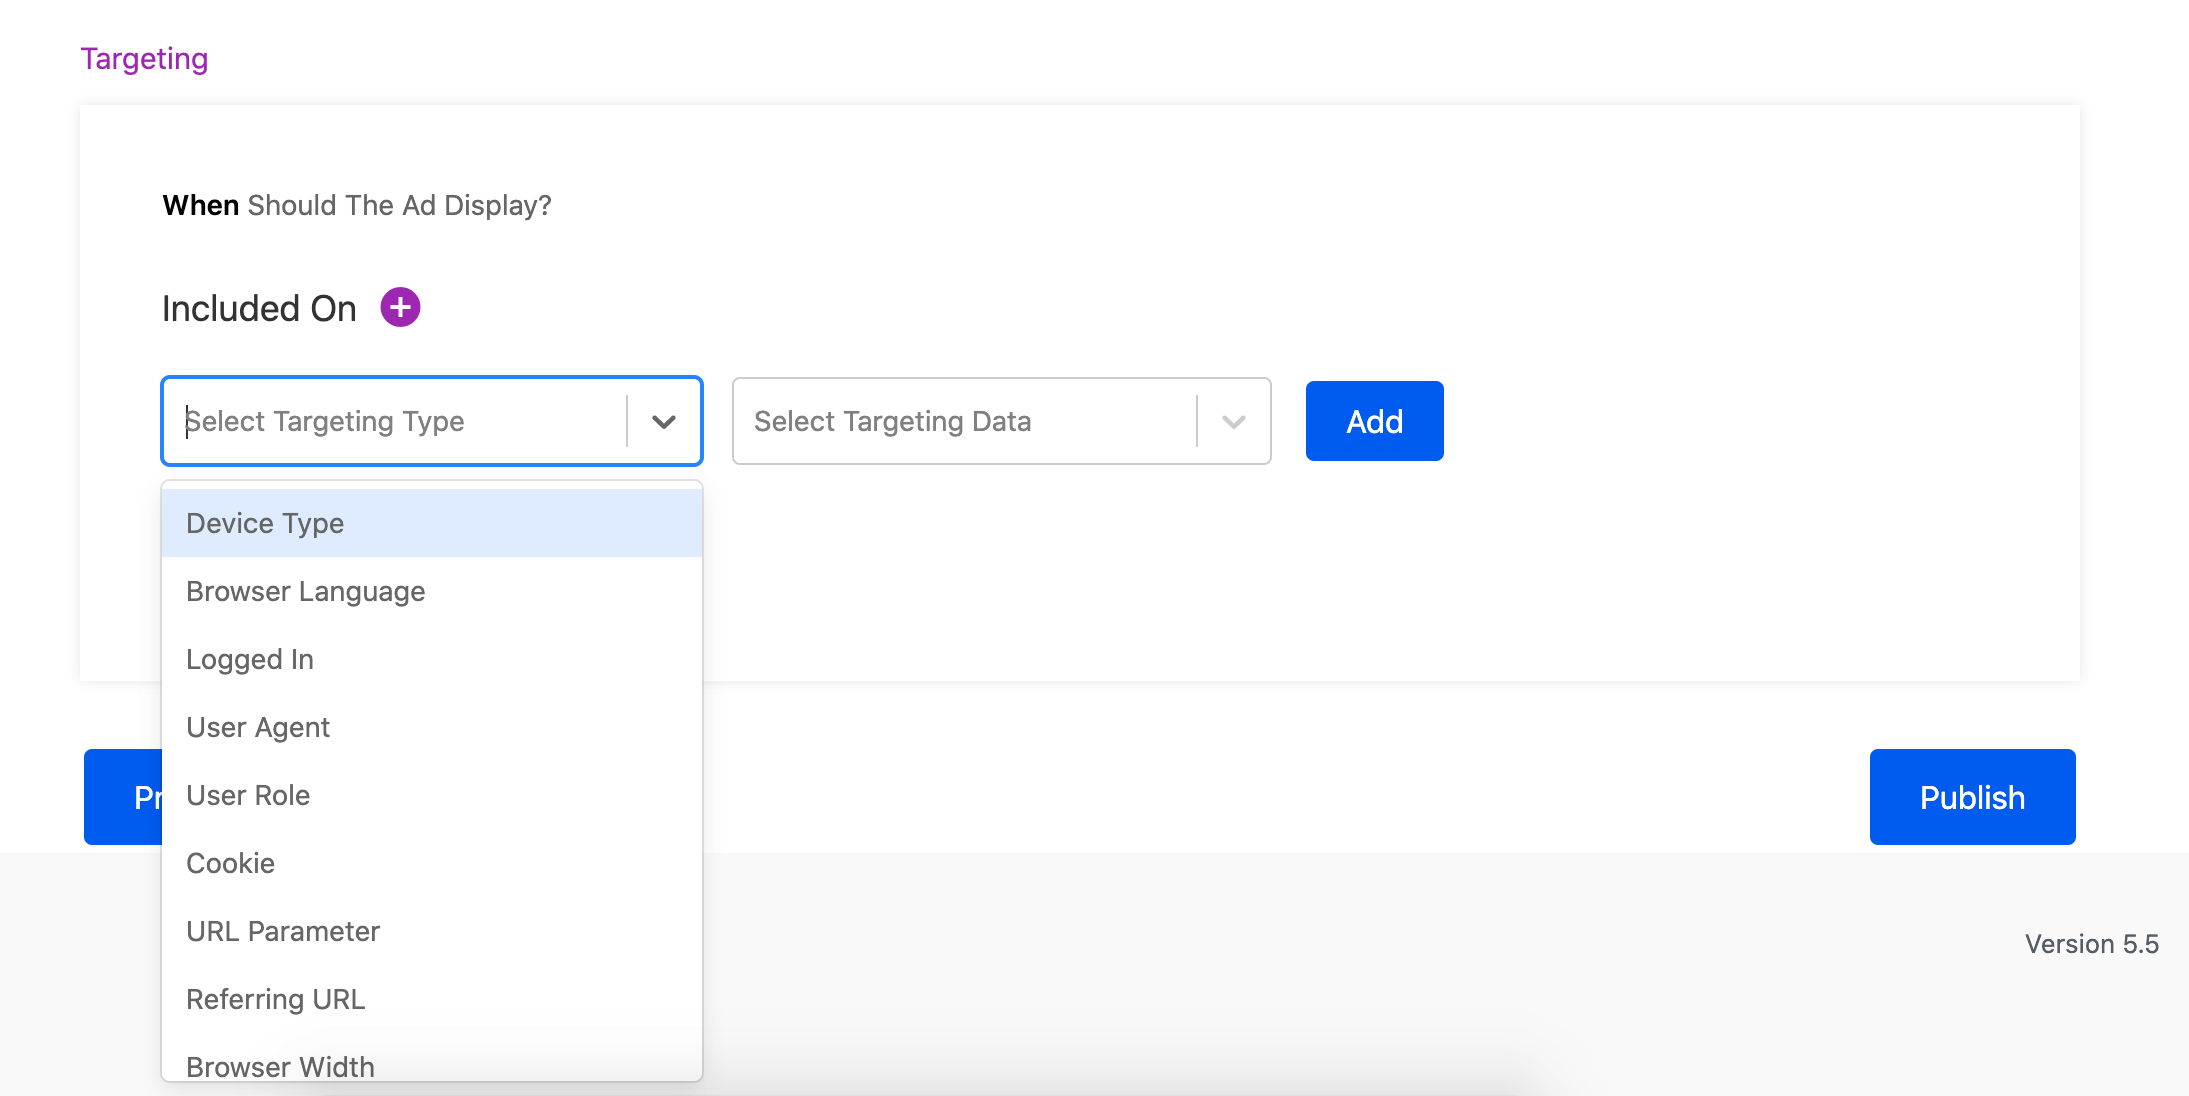 Targeting
When Should The Ad Display?
Included On
Select Targeting Type
Select Targeting Data
Add
Device Type
Browser Language
Logged In
User Agent
User Role
Cookie
URL Parameter
Referring URL
Browser Width
Publish
Version 5.5